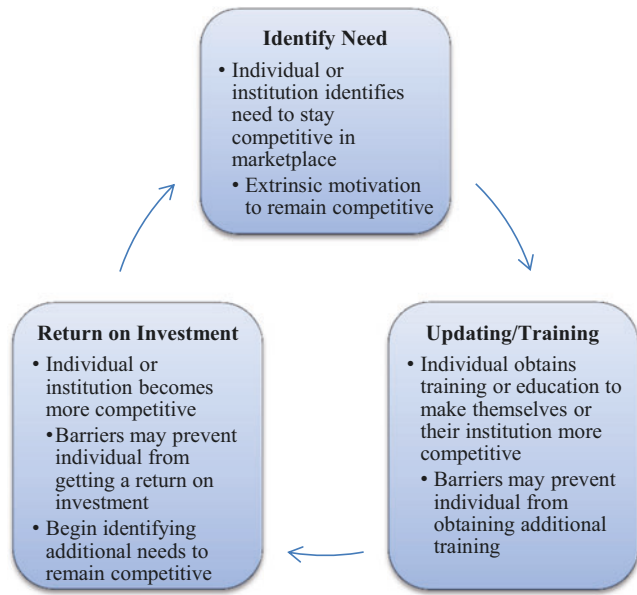 Identify Need
• Individual or
institution identifies
need to stay
competitive in
marketplace
• Extrinsic motivation
to remain competitive
Return on Investment
• Individual or
institution becomes
more competitive
•Barriers may prevent
individual from
getting a return on
investment
• Begin identifying
additional needs to
remain competitive
Updating/Training
• Individual obtains
training or education to
make themselves or
their institution more
competitive
• Barriers may prevent
individual from
obtaining additional
training